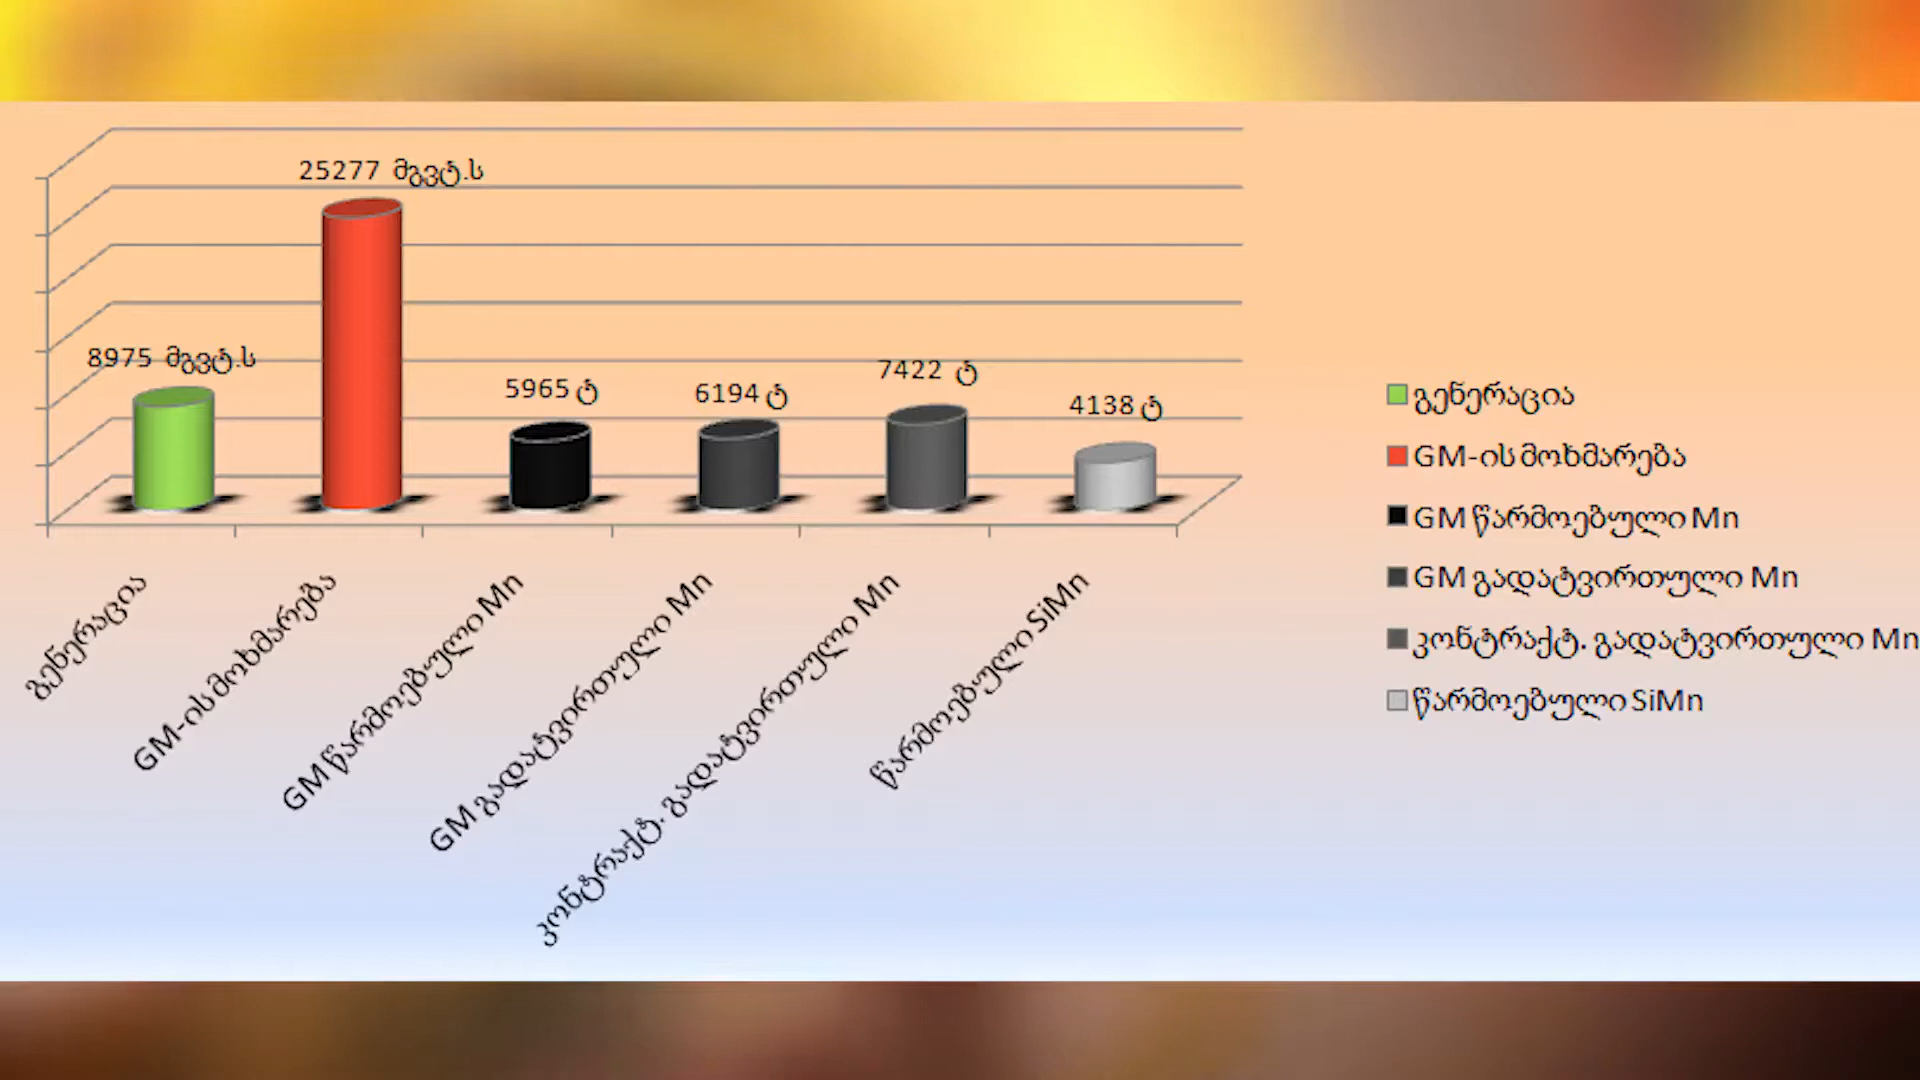 25277 მგვტ.ს
8975 მგვტ.ს
5965 ტ
6194 ტ
7422 ტ
4138 ტ
გენერაცია
GM-ის მოხმარება
GM წარმოებული Mn
GM გადატვირთული Mn
კონტრაქტ. გადატვირთული Mn
წარმოებული SiMn
გენერაცია
GM-ის მოხმარება
GM წარმოებული Mn
GM გადატვირთული Mn
კონტრაქტ. გადატვირთული Mn
წარმოებული SiMn